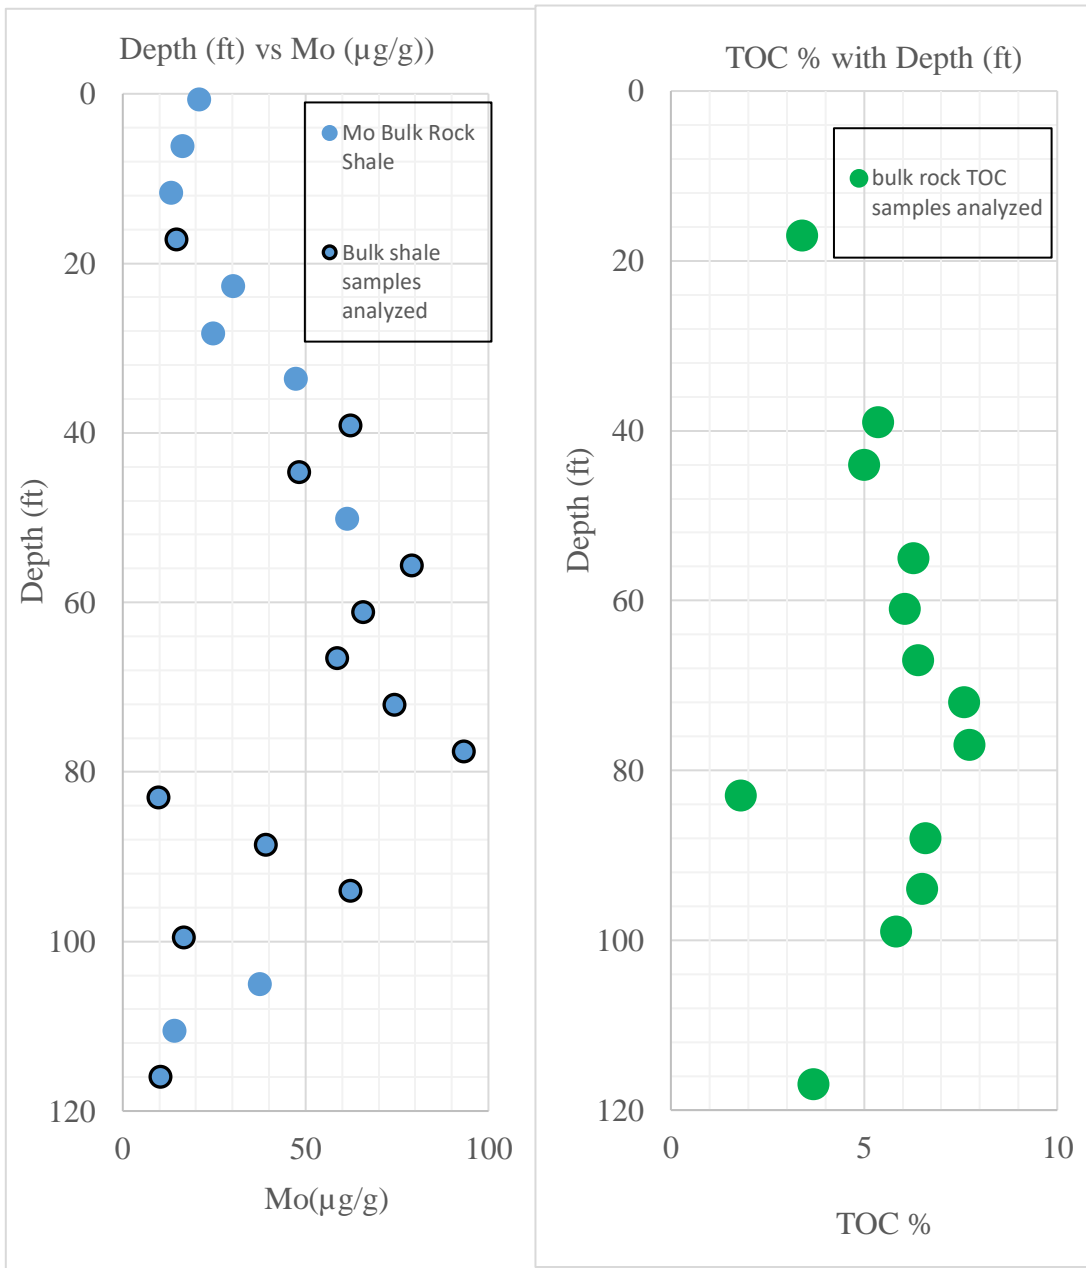 Depth (ft) vs Mo (µg/g))
0
20
40
60
80
100
120
Depth (ft)
Mo Bulk Rock
Shale
Bulk shale
samples
analyzed
0
50
100
Mo(µg/g)
TOC % with Depth (ft)
0
20
40
60
80
100
120
Depth (ft)
bulk rock TOC
samples analyzed
0
5
10
TOC %